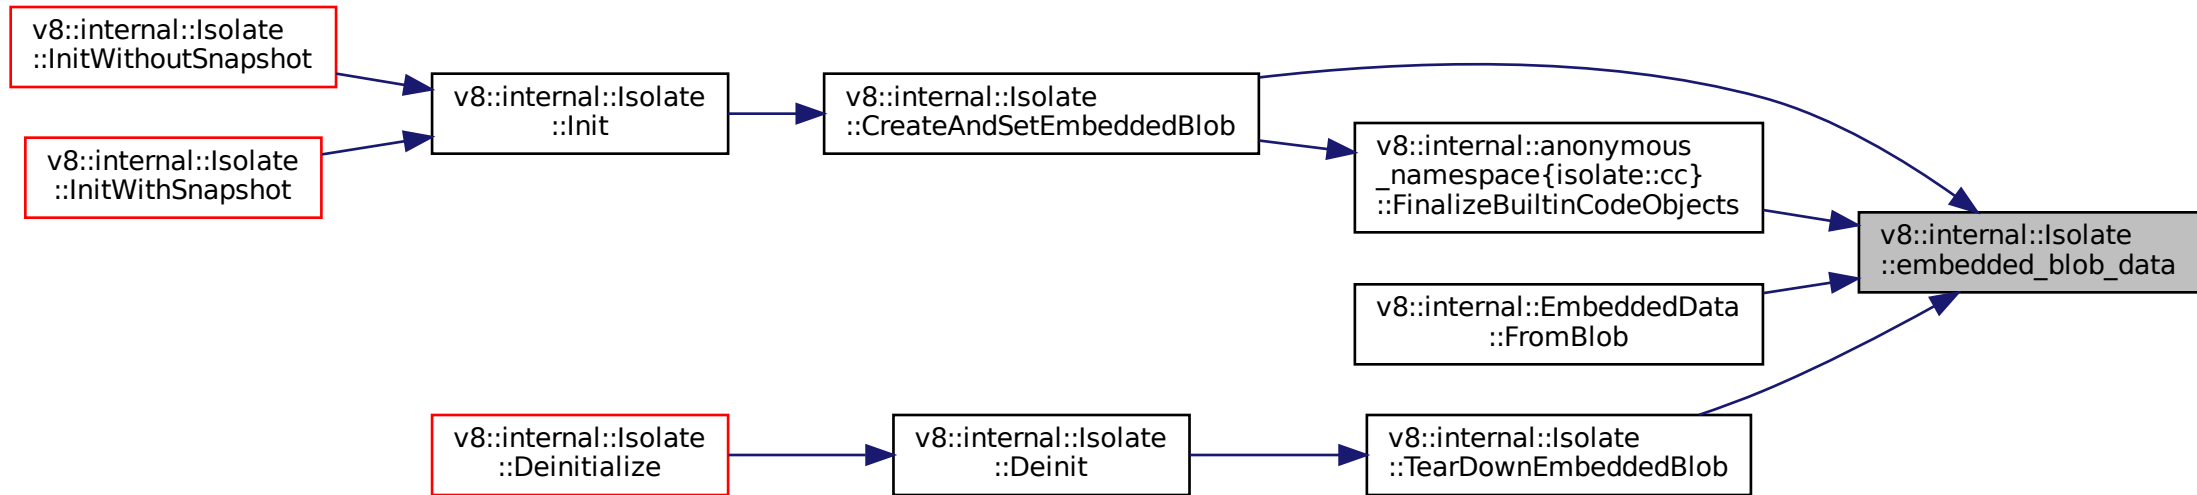 v8::internal::Isolate
::InitWithoutSnapshot
v8::internal::Isolate
::InitWithSnapshot
v8::internal::Isolate
::Init
v8::internal::Isolate
::CreateAndSetEmbeddedBlob
v8::internal::anonymous
_namespace{isolate::cc}
::FinalizeBuiltinCodeObjects
v8::internal::Isolate
::embedded_blob_data
v8::internal::EmbeddedData
::FromBlob
v8::internal::Isolate
::Deinitialize
v8::internal::Isolate
::Deinit
v8::internal::Isolate
::TearDownEmbeddedBlob